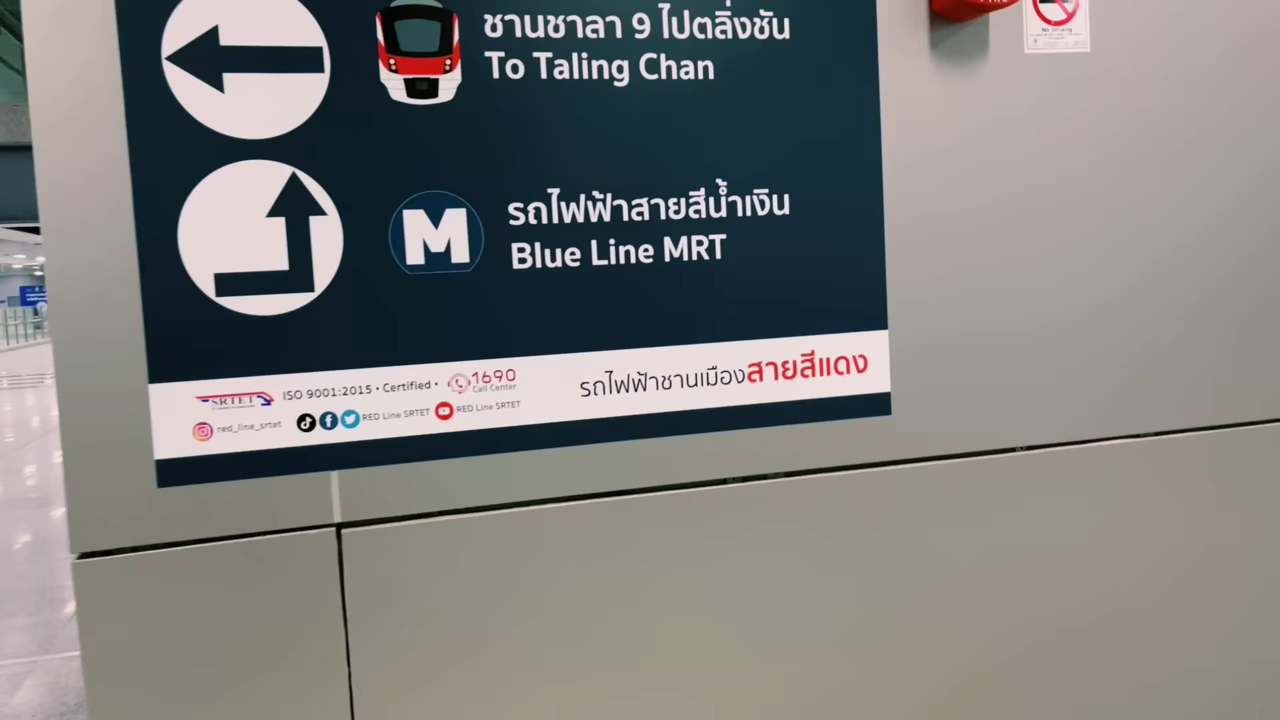 ชานชาลา 9 ไปตลิ่งชัน
To Taling Chan
M
รถไฟฟ้าสายสีน้ำเงิน
Blue Line MRT
SRTET
ISO 9001:2015 • Certified •
1690
Call Center
red_line_srtet
RED Line SRTET
RED Line SRTET
รถไฟฟ้าชานเมืองสายสีแดง